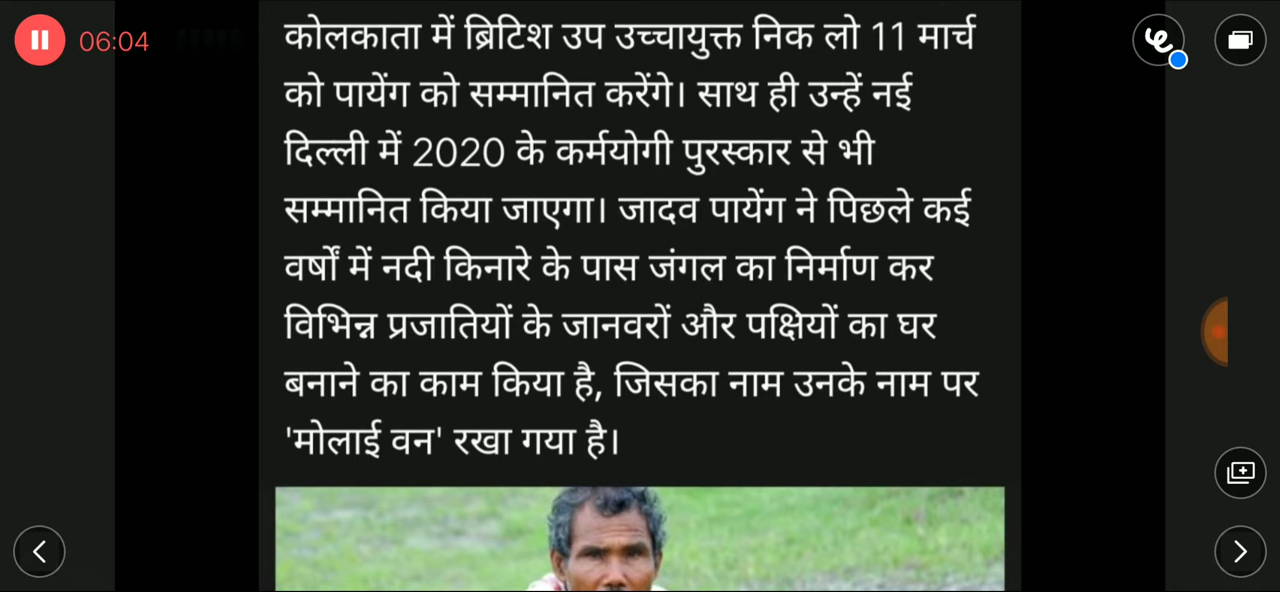 06:04
कोलकाता में ब्रिटिश उप उच्चायुक्त निक लो 11 मार्च
को पायेंग को सम्मानित करेंगे। साथ ही उन्हें नई
दिल्ली में 2020 के कर्मयोगी पुरस्कार से भी
सम्मानित किया जाएगा। जादव पायेंग ने पिछले कई
वर्षों में नदी किनारे के पास जंगल का निर्माण कर
विभिन्न प्रजातियों के जानवरों और पक्षियों का घर
बनाने का काम किया है, जिसका नाम उनके नाम पर
'मोलाई वन' रखा गया है।